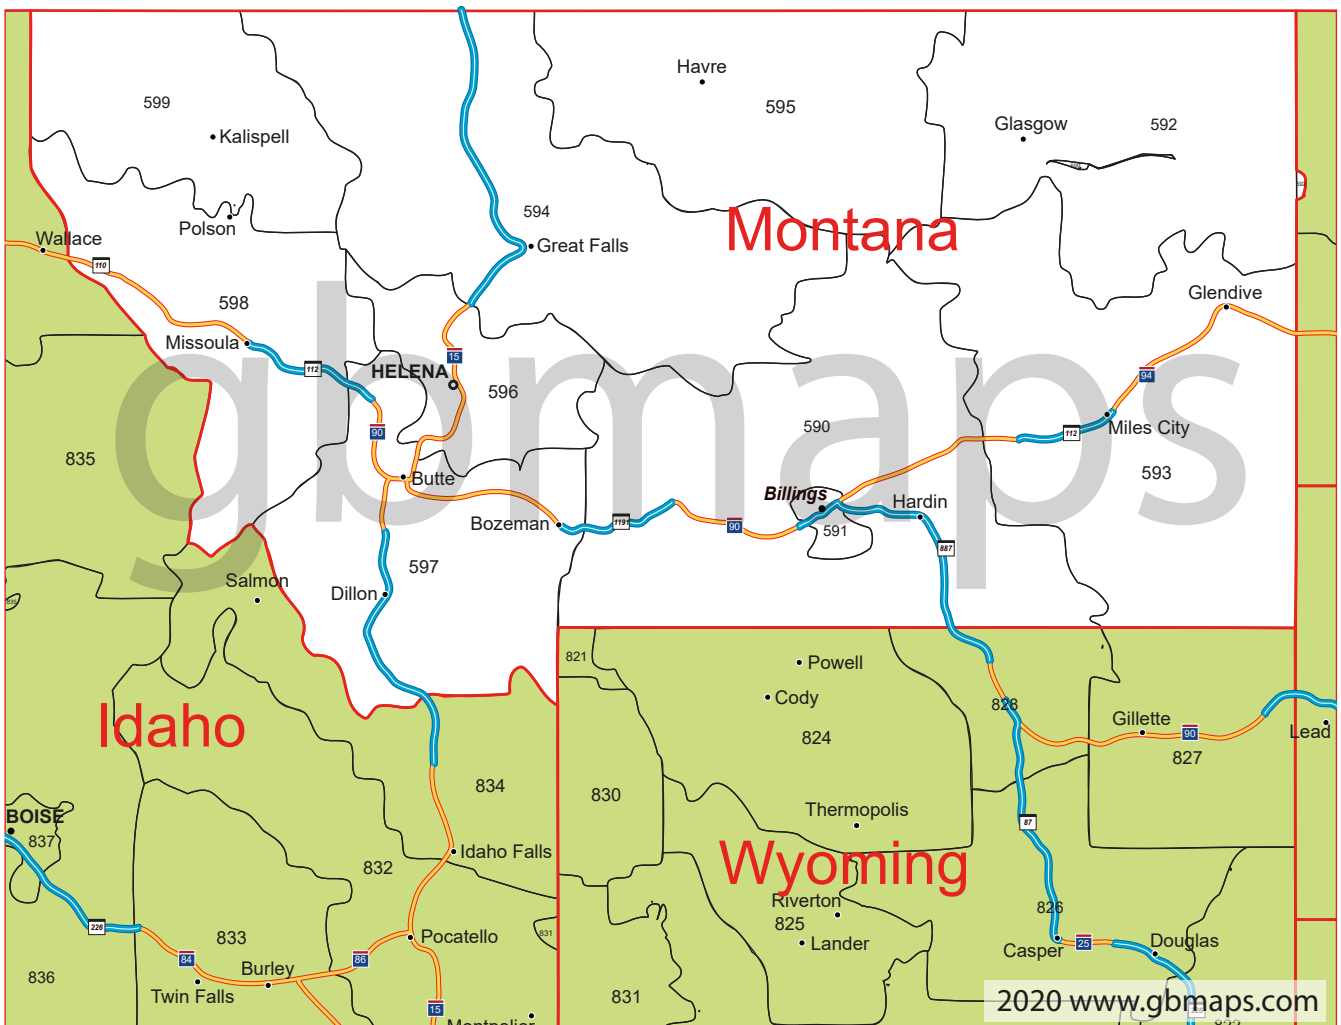 Havre
599
595
592
Glasgow
Kalispell
594
Montana
Polson
Great Falls
Wallace
110
598
Glendive
Missoula
15
112
HELENA
94
596
590
90
112
Miles City
835
593
Butte
Billings
Hardin
Bozeman
1191
90
591
887
597
Salmon
Dillon
gbmaps
821
Powell
Cody
828
Idaho
824
Gillette
90
Lead
827
834
830
BOISE
837
Thermopolis
87
Idaho Falls
832
Wyoming
Riverton
826
825
226
833
Pocatello
831
Lander
Casper
25
Douglas
84
86
836
Burley
Twin Falls
831
15
2020 www.gbmaps.com
Montpelier